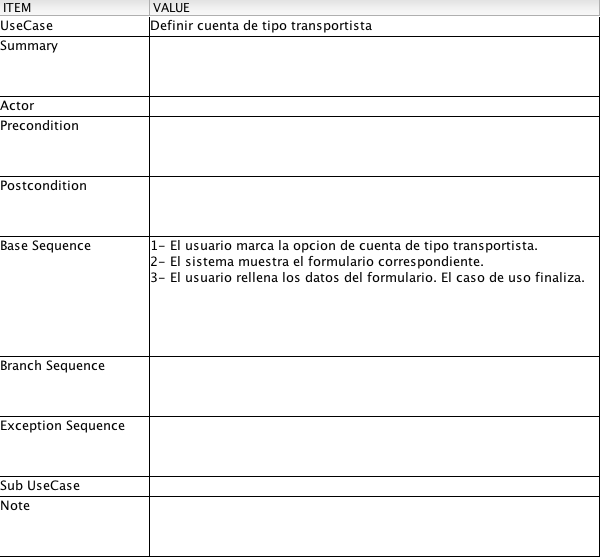 ITEM VALUE
UseCase Definir cuenta de tipo transportista
Summary
Actor
Precondition
Postcondition
Base Sequence 1- El usuario marca la opcion de cuenta de tipo transportista.
2- El sistema muestra el formulario correspondiente.
3- El usuario rellena los datos del formulario. El caso de uso finaliza.
Branch Sequence
Exception Sequence
Sub UseCase
Note